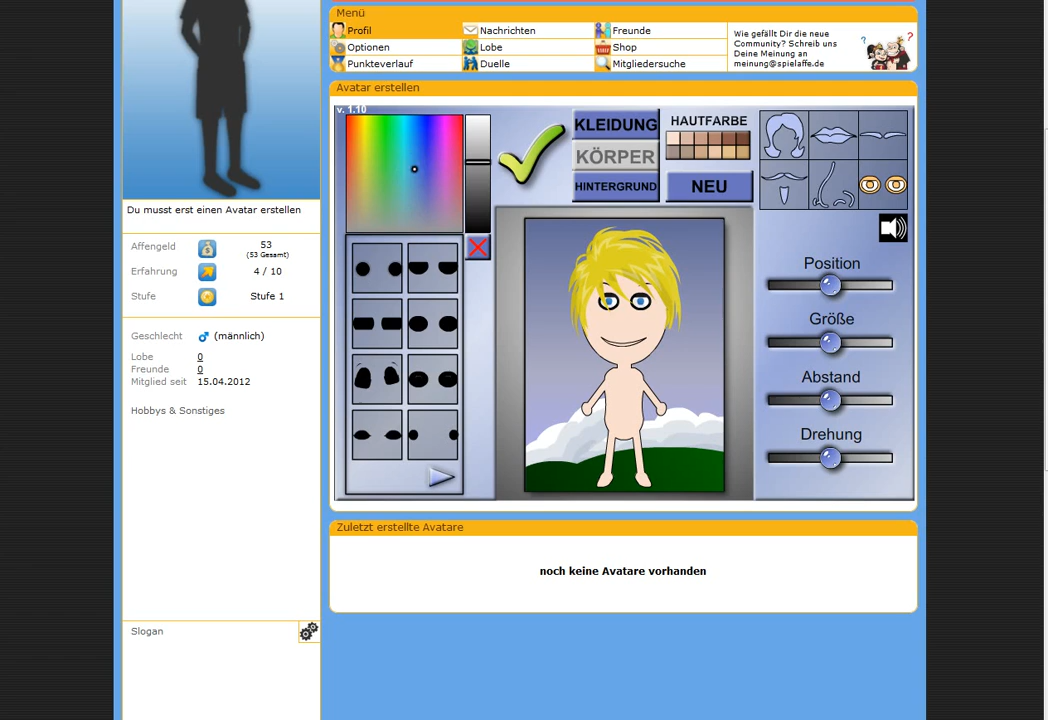 Menü
Profil
Nachrichten
Freunde
Optionen
Lobe
Shop
Punkteverlauf
Duelle
Mitgliedersuche
Wie gefällt Dir die neue
Community? Schreib uns
Deine Meinung an
meinung@spielaffe.de
Avatar erstellen
v. 1.10
KLEIDUNG
KÖRPER
HINTERGRUND
HAUTFARBE
NEU
Position
Größe
Abstand
Drehung
Du musst erst einen Avatar erstellen
Affengeld
53
(53 Gesamt)
Erfahrung
4 / 10
Stufe
Stufe 1
Geschlecht
(männlich)
Lobe
0
Freunde
0
Mitglied seit
15.04.2012
Hobbys & Sonstiges
Slogan
Zuletzt erstellte Avatare
noch keine Avatare vorhanden